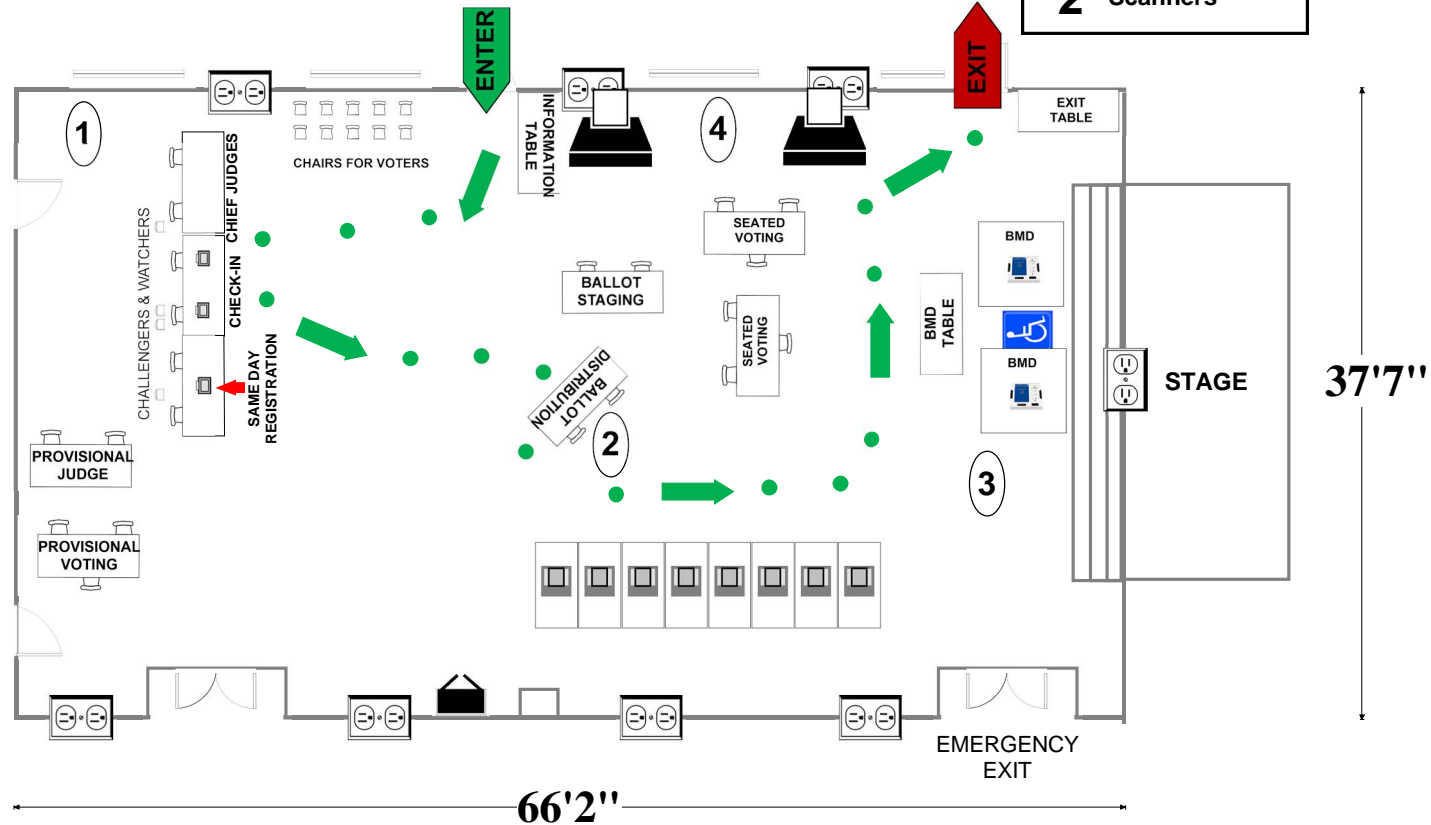 2 Scanners
ENTER
EXIT
1
CHIEF JUDGES
CHAIRS FOR VOTERS
INFORMATION
TABLE
4
EXIT
TABLE
CHALLENGERS & WATCHERS
CHECK-IN
SAME DAY
REGISTRATION
SEATED
VOTING
BALLOT
STAGING
SEATED
VOTING
BMD
BMD
TABLE
BMD
STAGE
37'7"
BALLOT
DISTRIBUTION
2
3
PROVISIONAL
JUDGE
PROVISIONAL
VOTING
EMERGENCY
EXIT
66'2"